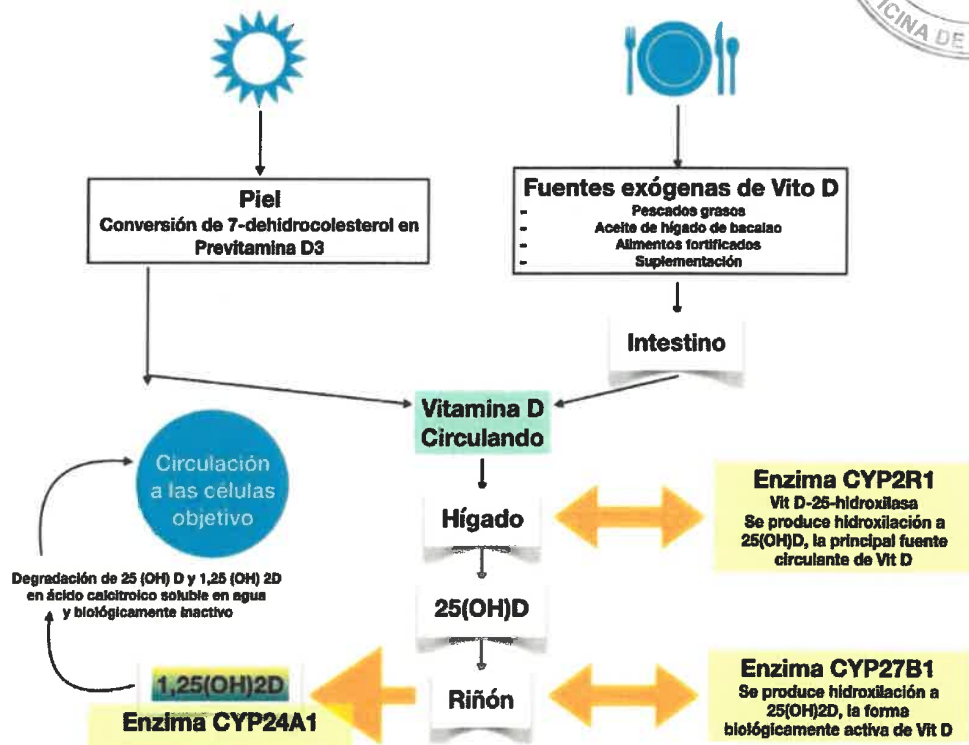 ICINA DE
Piel
Conversión de 7-dehidrocolesterol en
Previtamina D3
Fuentes exógenas de Vito D
- Pescados grasos
- Aceite de hígado de bacalao
- Alimentos fortificados
- Suplementación
Intestino
Vitamina D
Circulando
Circulación
a las células
objetivo
Hígado
Enzima CYP2R1
Vit D-25-hidroxilasa
Se produce hidroxilación a
25(OH)D, la principal fuente
circulante de Vit D
Degradación de 25 (OH) D y 1,25 (OH) 2D
en ácido calcitroico soluble en agua
y biológicamente inactivo
25(OH)D
1,25(OH)2D
Enzima CYP24A1
Riñón
Enzima CYP27B1
Se produce hidroxilación a
25(OH)2D, la forma
biológicamente activa de Vit D